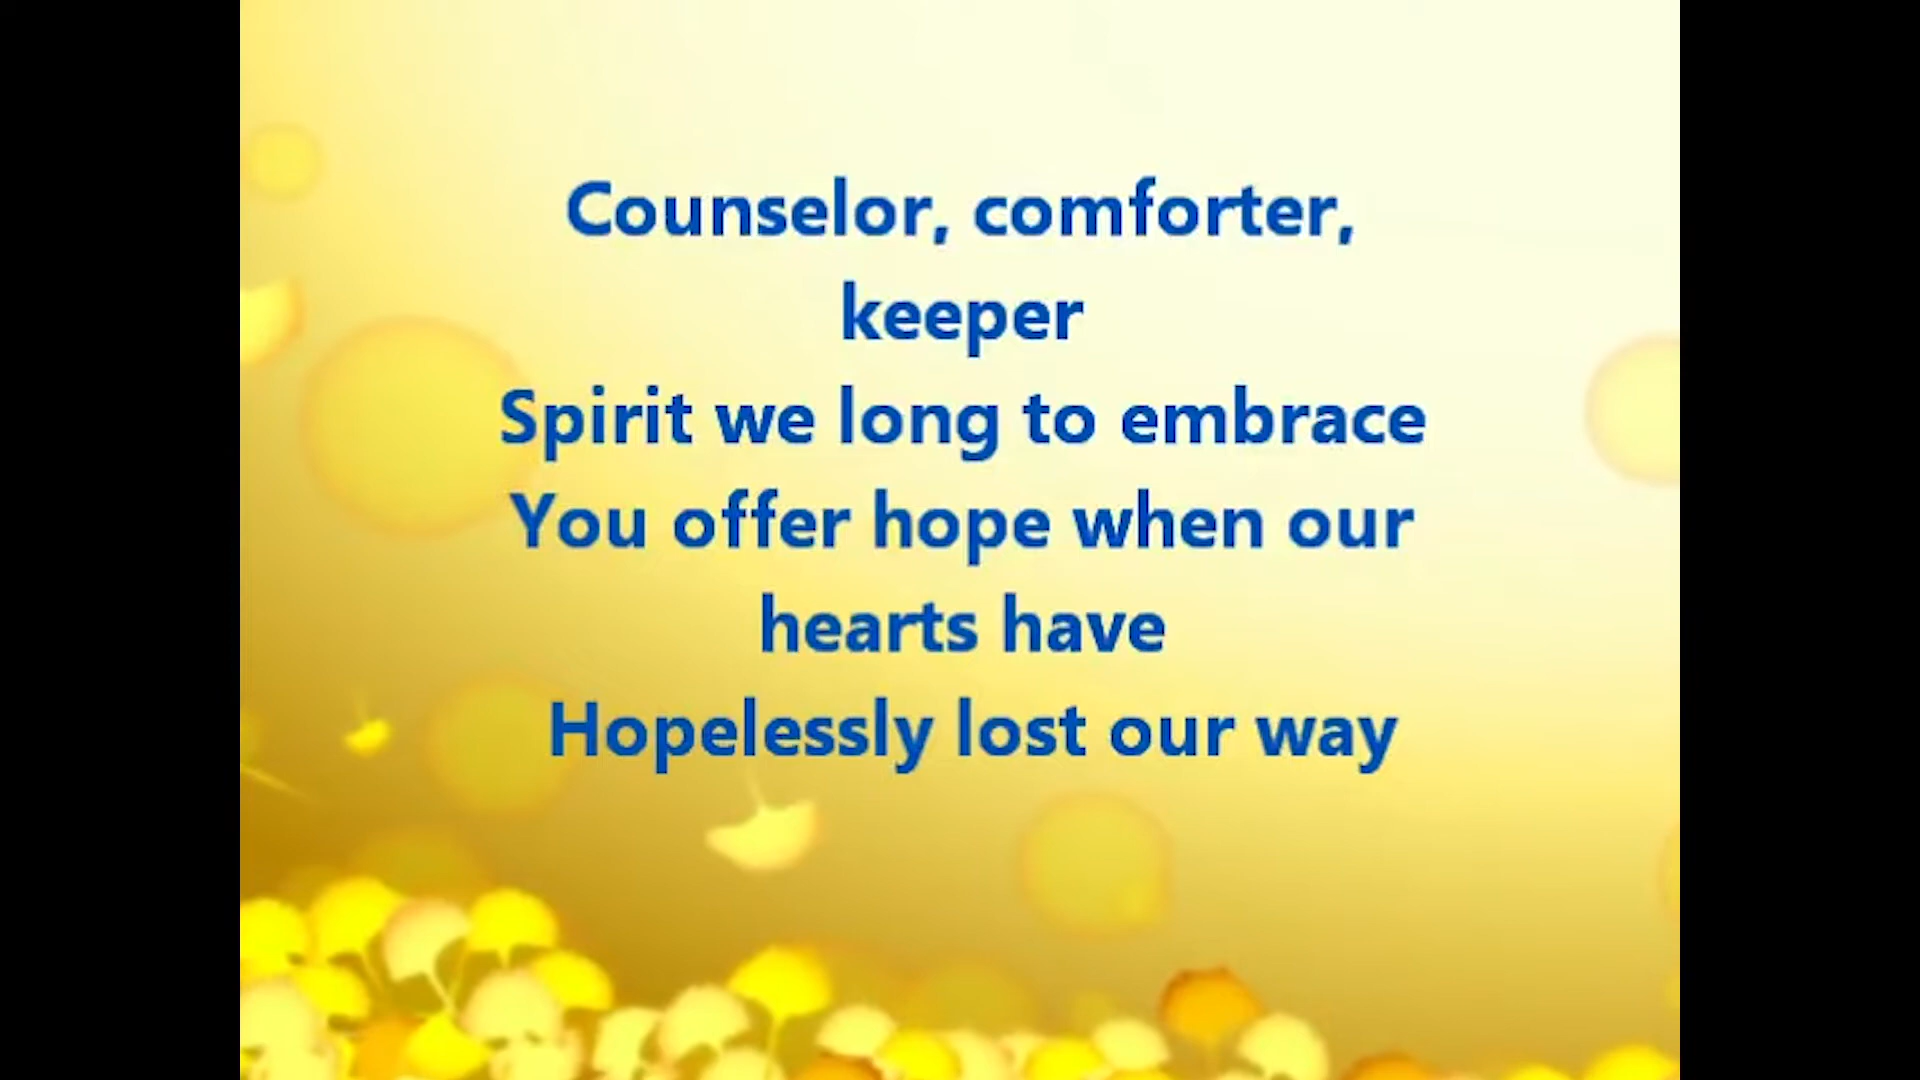 Counselor, comforter,
keeper
Spirit we long to embrace
You offer hope when our
hearts have
Hopelessly lost our way